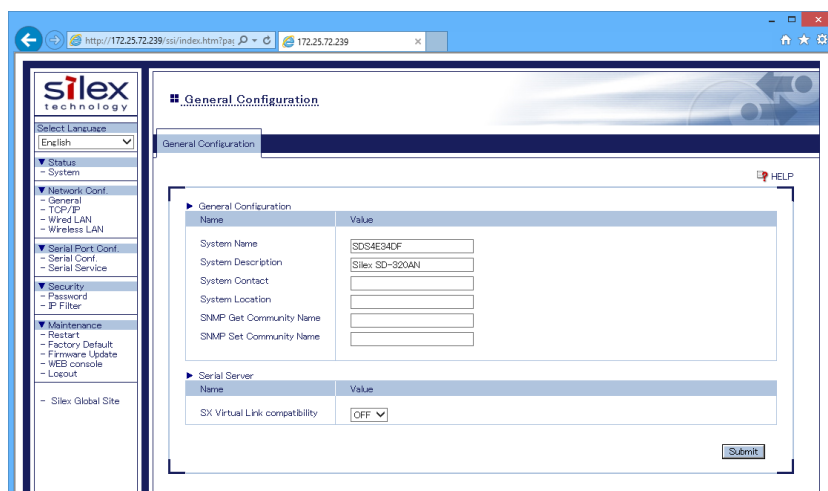 http://172.25.72.239/ssi/index.htm?pag
172.25.72.239
silex
technology
Select Language
English
Status
- System
Network Conf.
- General
- TCP/IP
- Wired LAN
- Wireless LAN
Serial Port Conf.
- Serial Conf.
- Serial Service
Security
- Password
- IP Filter
Maintenance
- Restart
- Factory Default
- Firmware Update
- WEB console
- Logout
- Silex Global Site
General Configuration
General Configuration
HELP
General Configuration
Name Value
System Name SDS4E34DF
System Description Silex SD-320AN
System Contact
System Location
SNMP Get Community Name
SNMP Set Community Name
Serial Server
Name Value
SX Virtual Link compatibility OFF
Submit